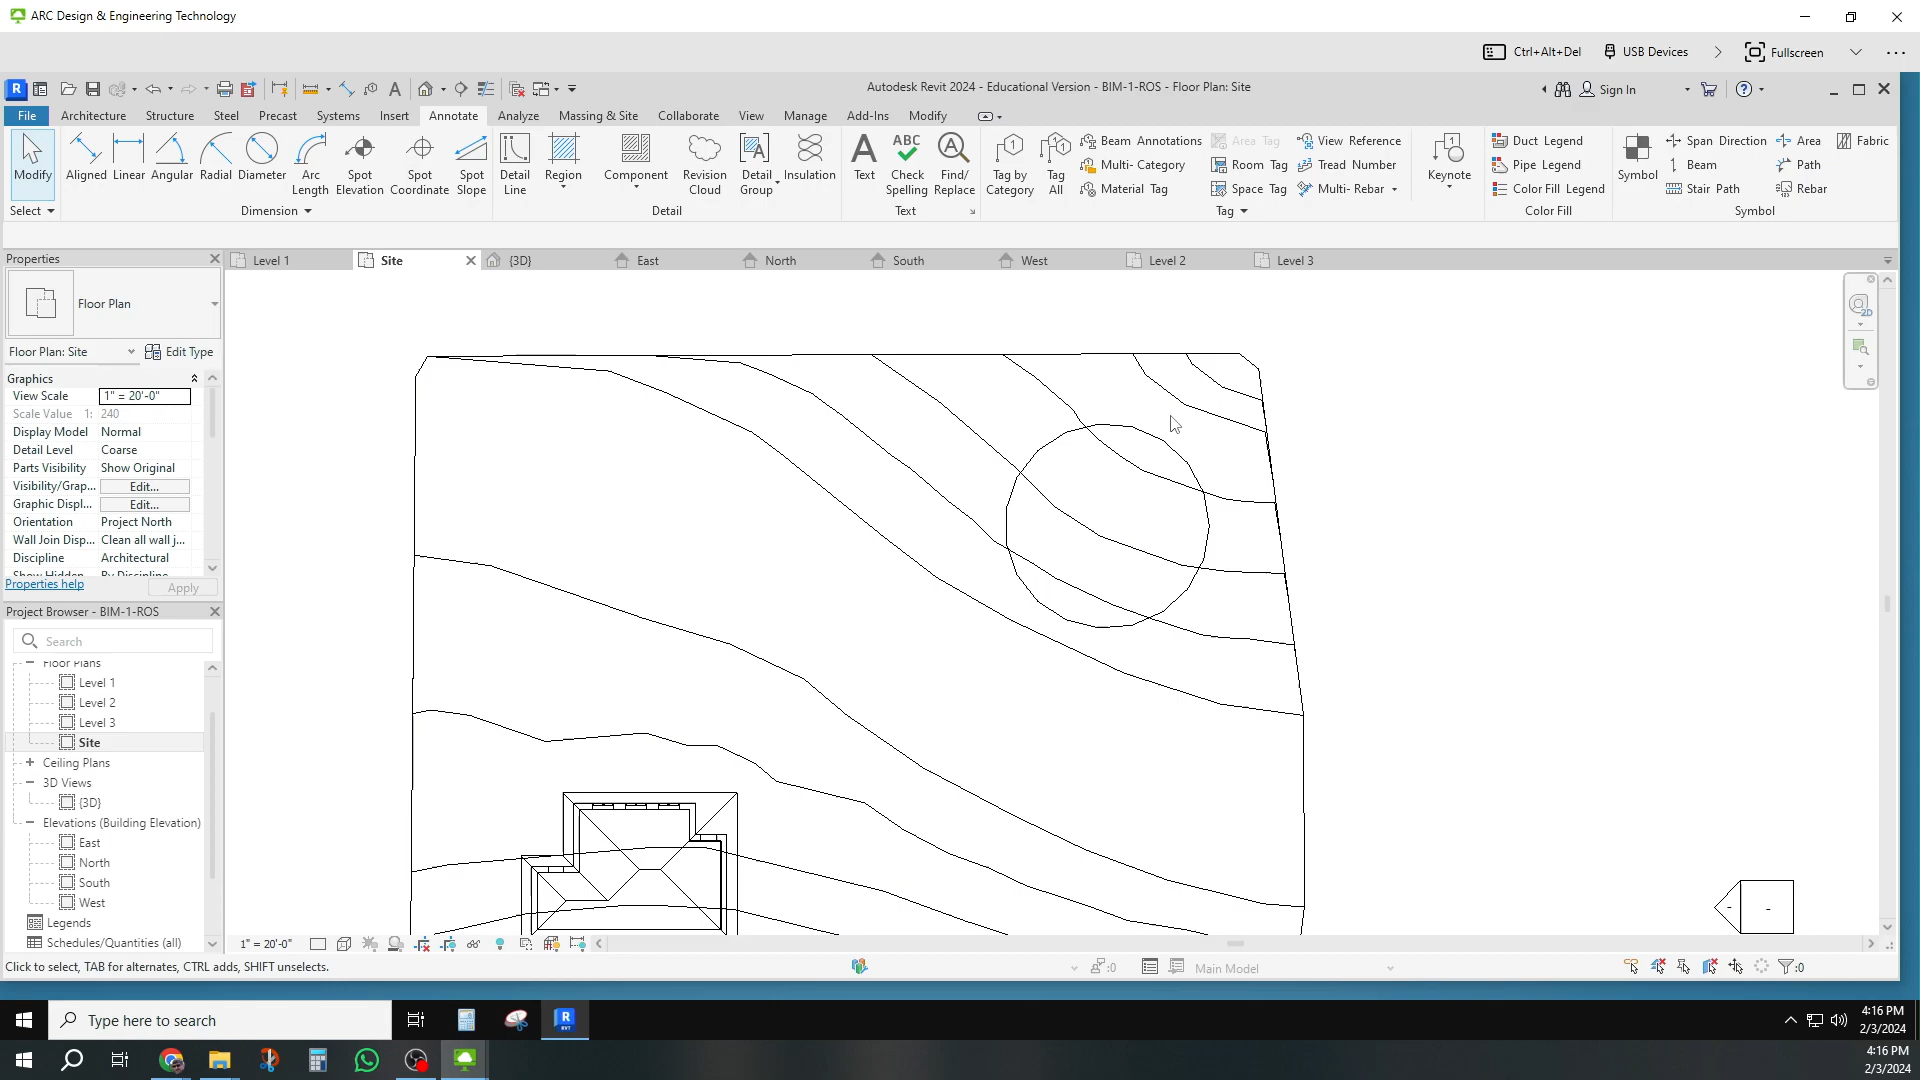 ARC Design & Engineering Technology
Ctrl+Alt+Del USB Devices Fullscreen
Autodesk Revit 2024 - Educational Version - BIM-1-ROS - Floor Plan: Site
Sign In
File Architecture Structure Steel Precast Systems Insert Annotate Analyze Massing & Site Collaborate View Manage Add-Ins Modify
Modify
Aligned Linear Angular Radial Diameter Arc Length Spot Elevation Spot Coordinate Spot Slope
Detail Line Region Component Revision Cloud Detail Group Insulation
Text Check Spelling Find/ Replace
Tag by Category Tag All
Beam Annotations Area Tag View Reference
Multi- Category Room Tag Tread Number
Material Tag Space Tag Multi- Rebar
Keynote
Duct Legend
Pipe Legend
Color Fill Legend
Symbol
Span Direction Area Fabric
Beam Path
Stair Path Rebar
Select Dimension Detail Text Tag Color Fill Symbol
Properties
Level 1 Site {3D} East North South West Level 2 Level 3
Floor Plan
Floor Plan: Site Edit Type
Graphics
View Scale 1" = 20'-0"
Scale Value 1: 240
Display Model Normal
Detail Level Coarse
Parts Visibility Show Original
Visibility/Grap... Edit...
Graphic Displ... Edit...
Orientation Project North
Wall Join Disp... Clean all wall j...
Discipline Architectural
Show Hidden By Discipline
Properties help Apply
Project Browser - BIM-1-ROS
Search
Floor Plans
Level 1
Level 2
Level 3
Site
Ceiling Plans
3D Views
{3D}
Elevations (Building Elevation)
East
North
South
West
Legends
Schedules/Quantities (all)
2D
1" = 20'-0"
Click to select, TAB for alternates, CTRL adds, SHIFT unselects.
:0
Main Model
:0
Type here to search
4:16 PM
2/3/2024
4:16 PM
2/3/2024